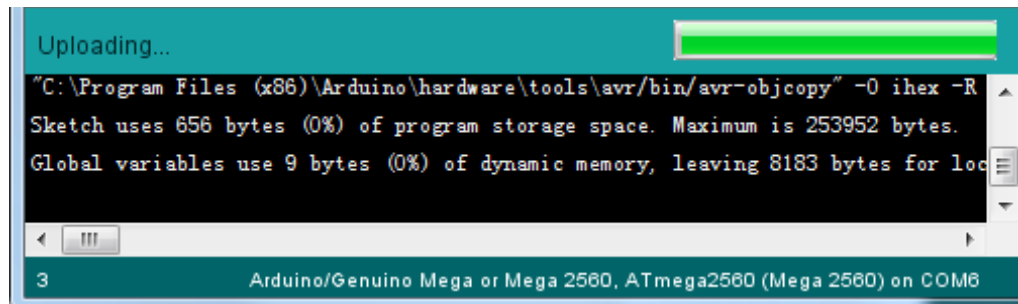 Uploading...
"C:\Program Files (x86)\Arduino\hardware\tools\avr/bin/avr-objcopy" -O ihex -R
Sketch uses 656 bytes (0%) of program storage space. Maximum is 253952 bytes.
Global variables use 9 bytes (0%) of dynamic memory, leaving 8183 bytes for loc
3 Arduino/Genuino Mega or Mega 2560, ATmega2560 (Mega 2560) on COM6